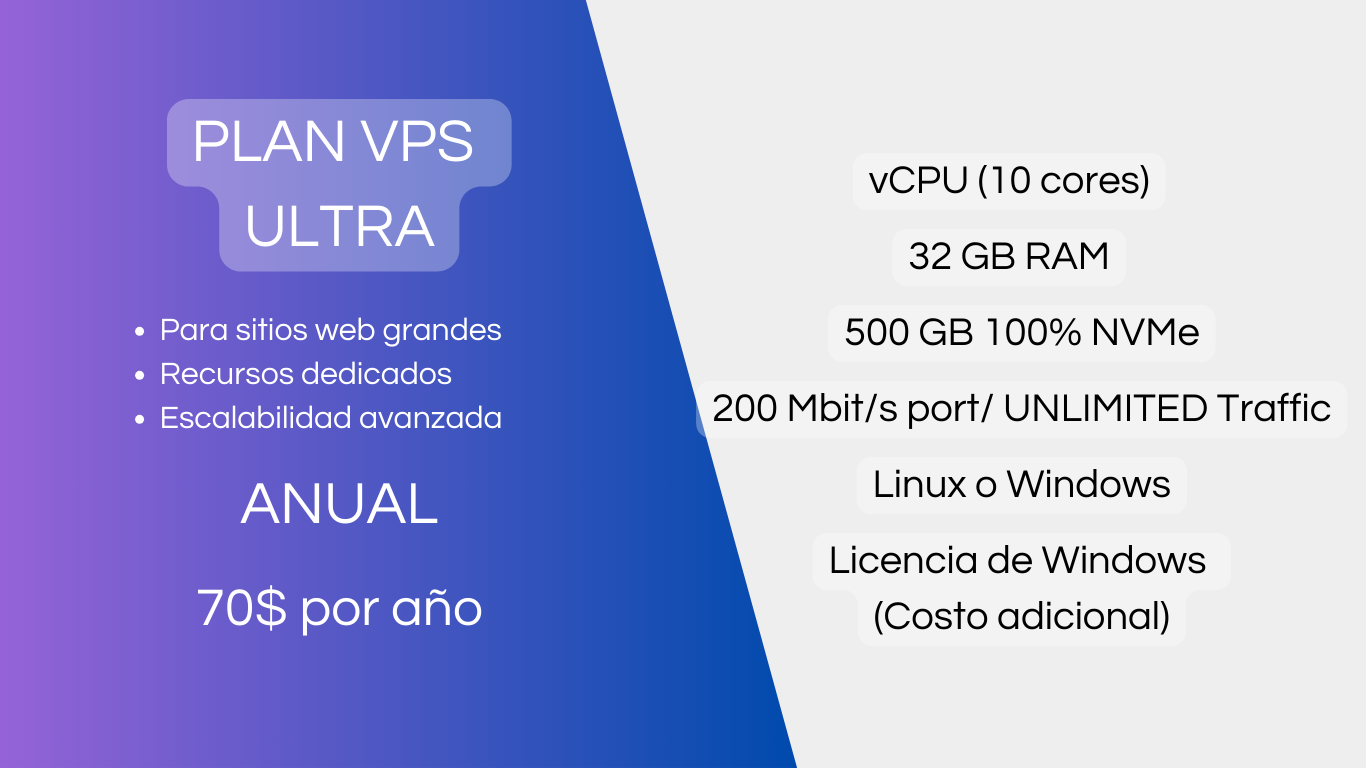 PLAN VPS
ULTRA
• Para sitios web grandes
• Recursos dedicados
• Escalabilidad avanzada
ANUAL
70$ por año
vCPU (10 cores)
32 GB RAM
500 GB 100% NVMe
200 Mbit/s port/ UNLIMITED Traffic
Linux o Windows
Licencia de Windows
(Costo adicional)